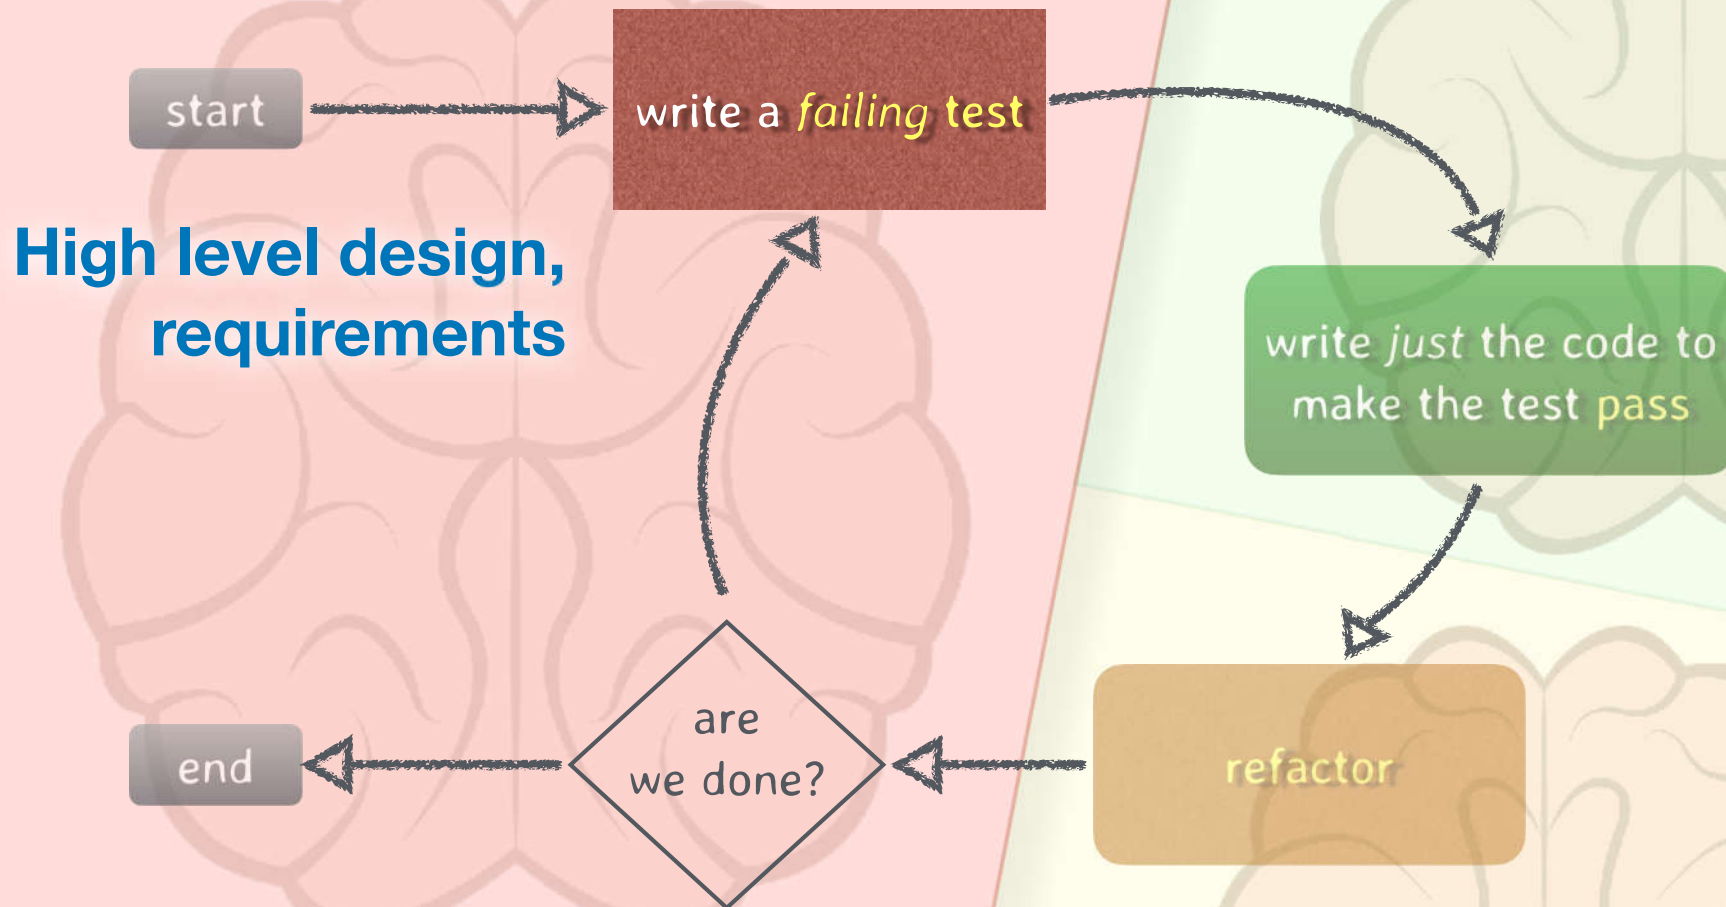 start
write a failing test
High level design,
requirements
write just the code to
make the test pass
are
we done?
end
refactor